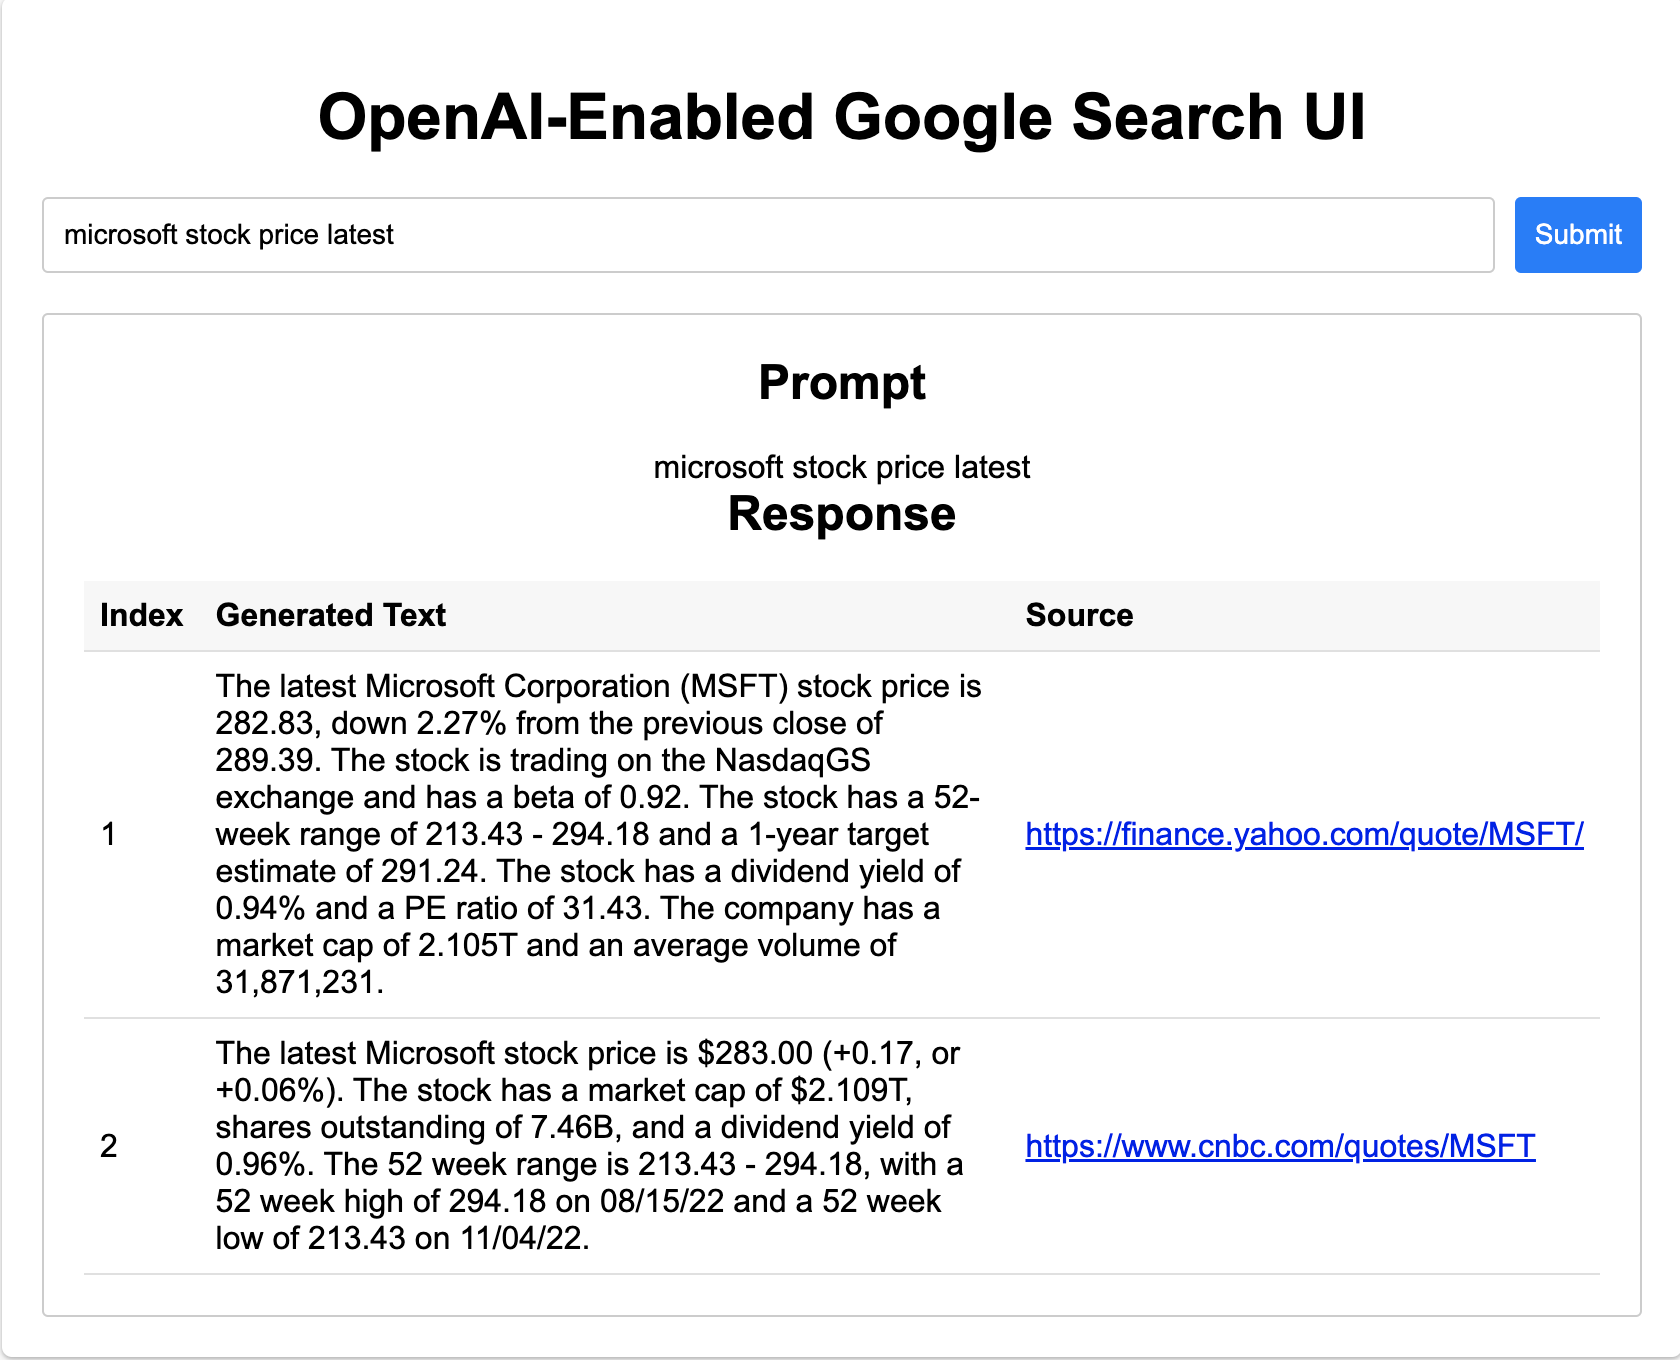 OpenAI-Enabled Google Search UI
microsoft stock price latest
Submit
Prompt
microsoft stock price latest
Response
Index Generated Text Source
1
The latest Microsoft Corporation (MSFT) stock price is
282.83, down 2.27% from the previous close of
289.39. The stock is trading on the NasdaqGS
exchange and has a beta of 0.92. The stock has a 52-
week range of 213.43 - 294.18 and a 1-year target
estimate of 291.24. The stock has a dividend yield of
0.94% and a PE ratio of 31.43. The company has a
market cap of 2.105T and an average volume of
31,871,231.
https://finance.yahoo.com/quote/MSFT/
2
The latest Microsoft stock price is $283.00 (+0.17, or
+0.06%). The stock has a market cap of $2.109T,
shares outstanding of 7.46B, and a dividend yield of
0.96%. The 52 week range is 213.43 - 294.18, with a
52 week high of 294.18 on 08/15/22 and a 52 week
low of 213.43 on 11/04/22.
https://www.cnbc.com/quotes/MSFT